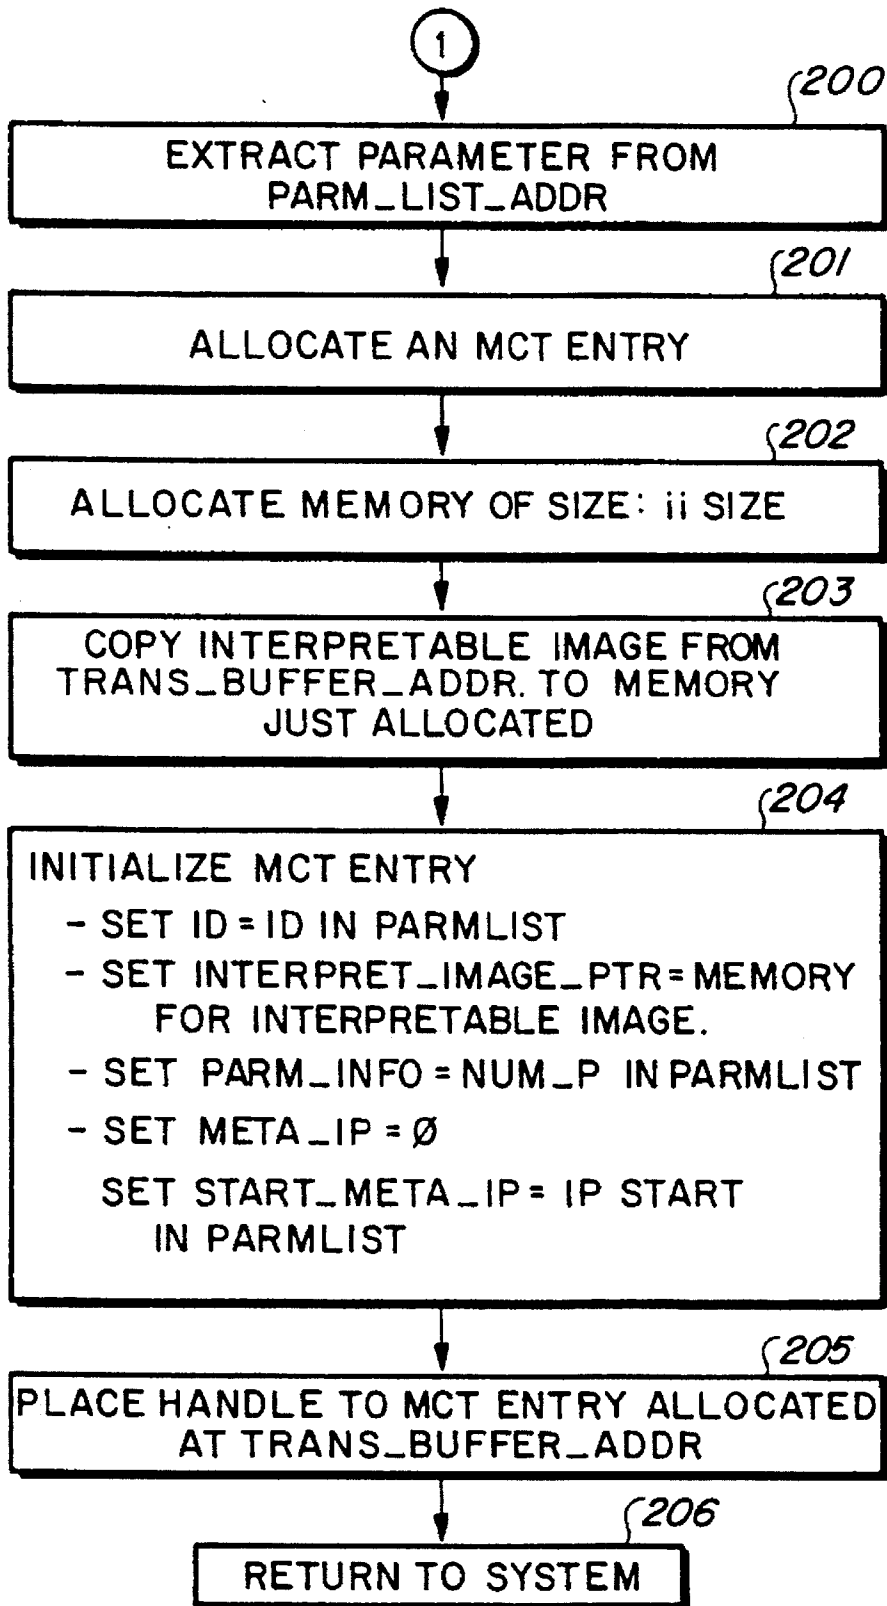 1
200
EXTRACT PARAMETER FROM
PARM_LIST_ADDR
201
ALLOCATE AN MCT ENTRY
202
ALLOCATE MEMORY OF SIZE: ii SIZE
203
COPY INTERPRETABLE IMAGE FROM
TRANS_BUFFER_ADDR. TO MEMORY
JUST ALLOCATED
204
INITIALIZE MCT ENTRY
- SET ID = ID IN PARMLIST
- SET INTERPRET_IMAGE_PTR = MEMORY
FOR INTERPRETABLE IMAGE.
- SET PARM_INFO = NUM_P IN PARMLIST
- SET META_IP = Ø
SET START_META_IP = IP START
IN PARMLIST
205
PLACE HANDLE TO MCT ENTRY ALLOCATED
AT TRANS_BUFFER_ADDR
206
RETURN TO SYSTEM